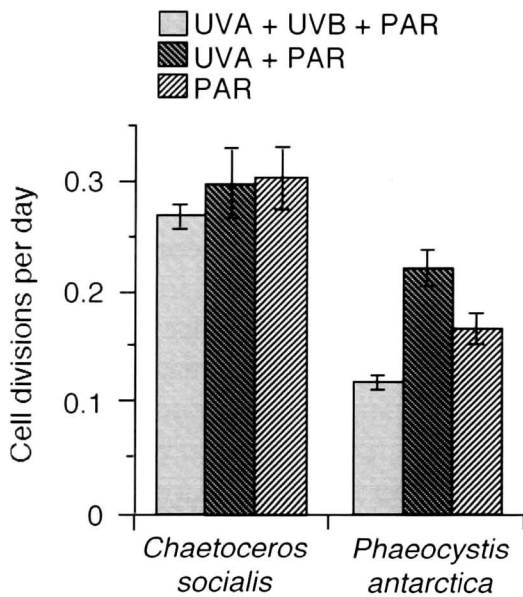 UVA + UVB + PAR
UVA + PAR
PAR
Cell divisions per day
0.3
0.2
0.1
0
Chaetoceros
socialis
Phaeocystis
antarctica